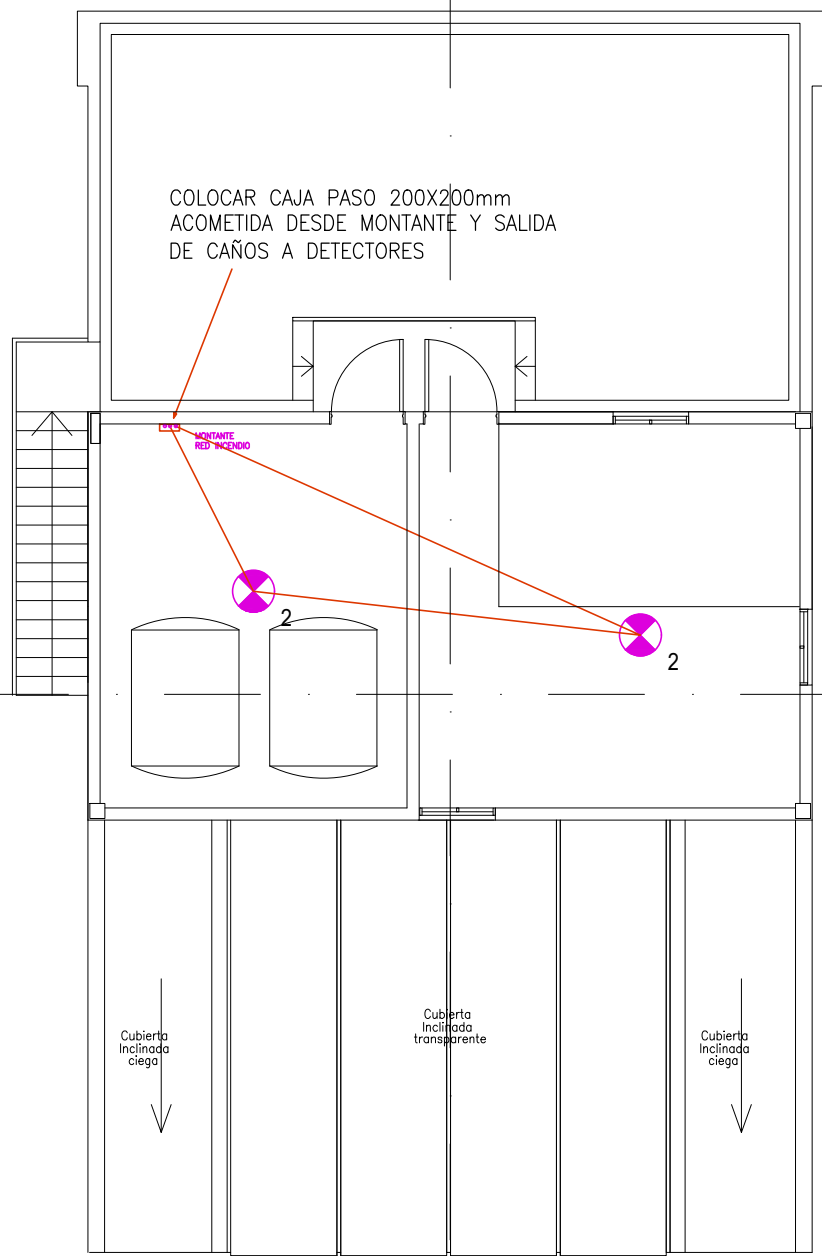 COLOCAR CAJA PASO 200X200mm
ACOMETIDA DESDE MONTANTE Y SALIDA
DE CAÑOS A DETECTORES
MONTANTE
RED INCENDIO
2
2
Cubierta
Inclinada
ciega
Cubierta
Inclinada
transparente
Cubierta
Inclinada
ciega